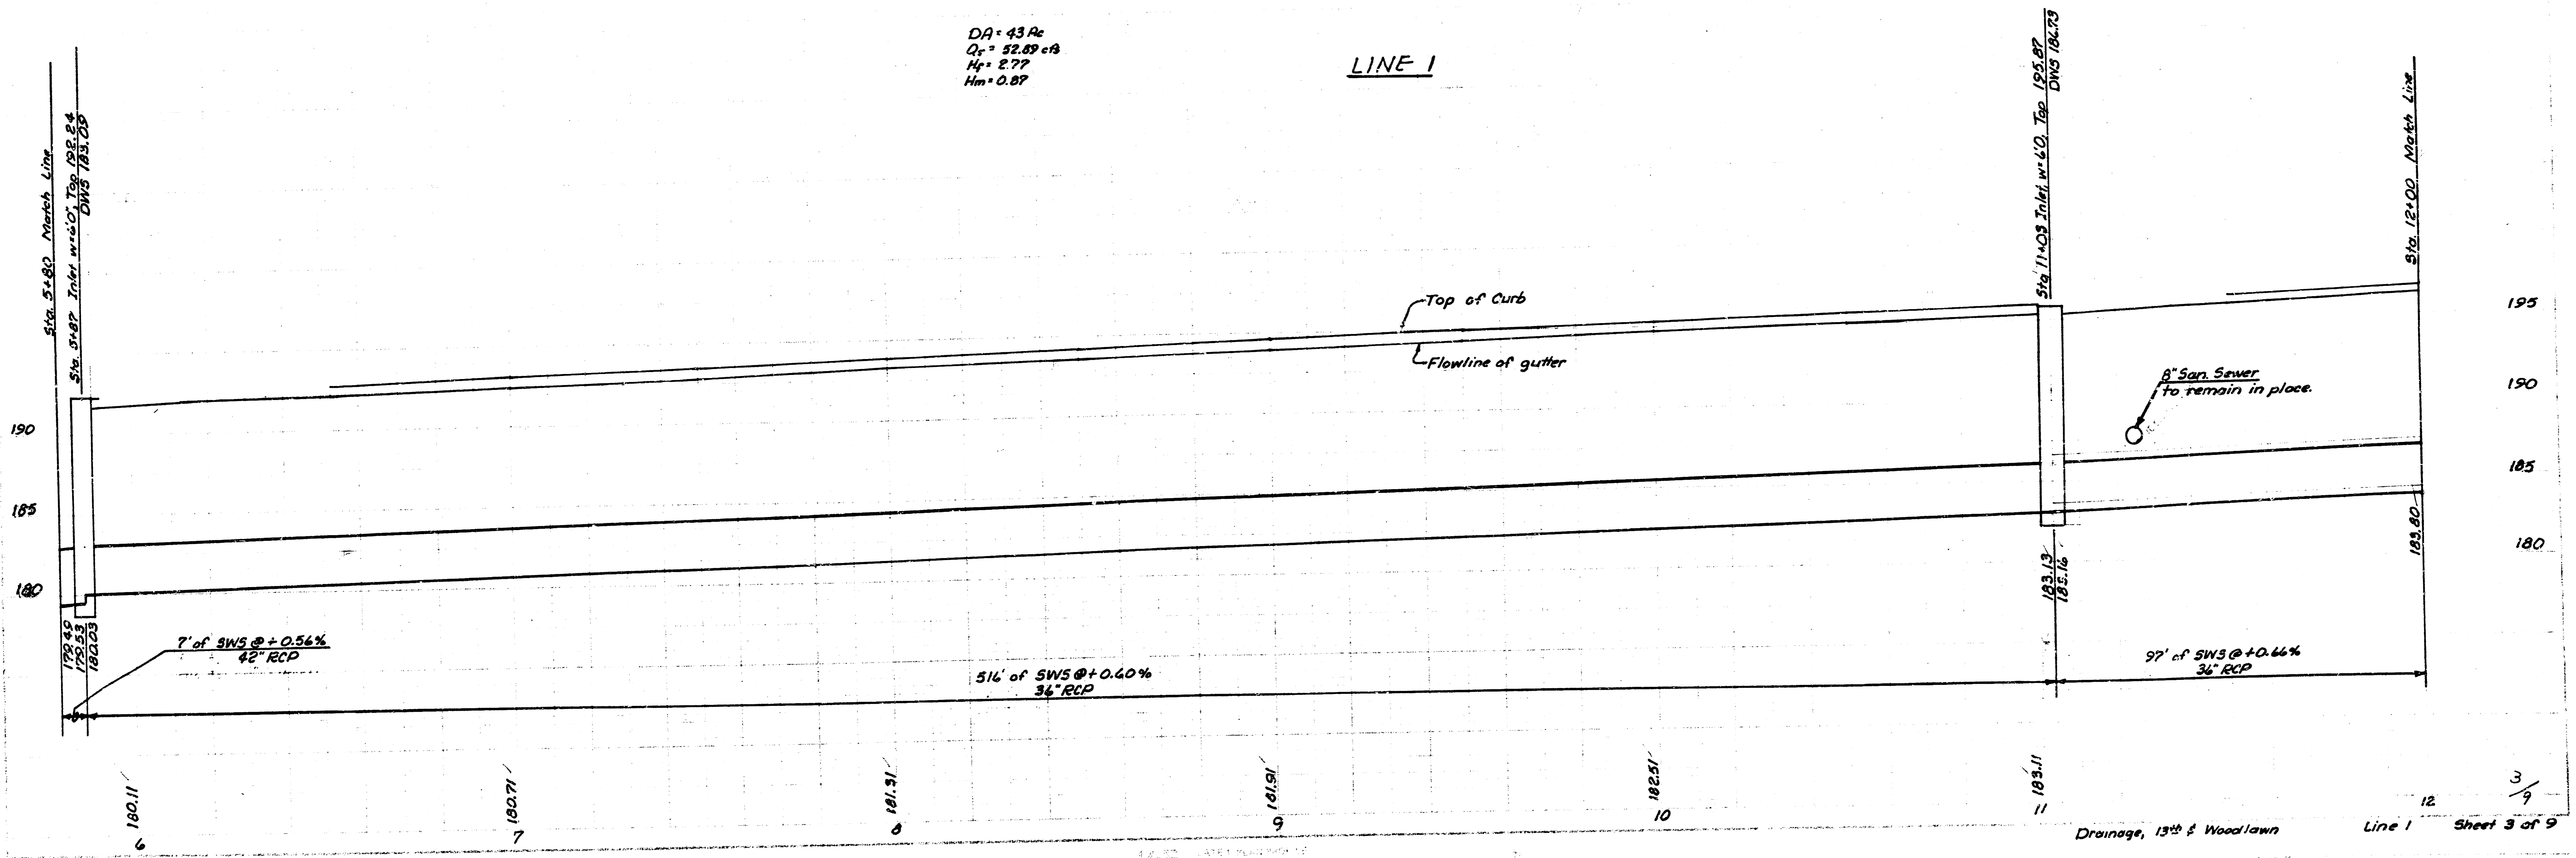 DA = 43 Ac
Q5 = 52.89 cfs
Hf = 2.77
Hm = 0.87
LINE 1
Sta. 5+80 Match Line
Sta. 5+87 Inlet w=6'0", Top 192.24
DWS 183.09
Sta 11+03 Inlet, w=6'0, Top 195.87
DWS 186.73
Sta. 12+00 Match Line
Top of Curb
Flowline of gutter
8" San. Sewer
to remain in place.
195
190
185
180
190
185
180
179.49
179.53
180.03
183.13
183.16
183.80
7' of SWS @ + 0.56%
42" RCP
516' of SWS @ + 0.60%
36" RCP
97' of SWS @ +0.66%
36" RCP
180.11
180.71
181.31
181.91
182.51
183.11
6
7
8
9
10
11
12
3/9
Drainage, 13th & Woodlawn
Line 1
Sheet 3 of 9